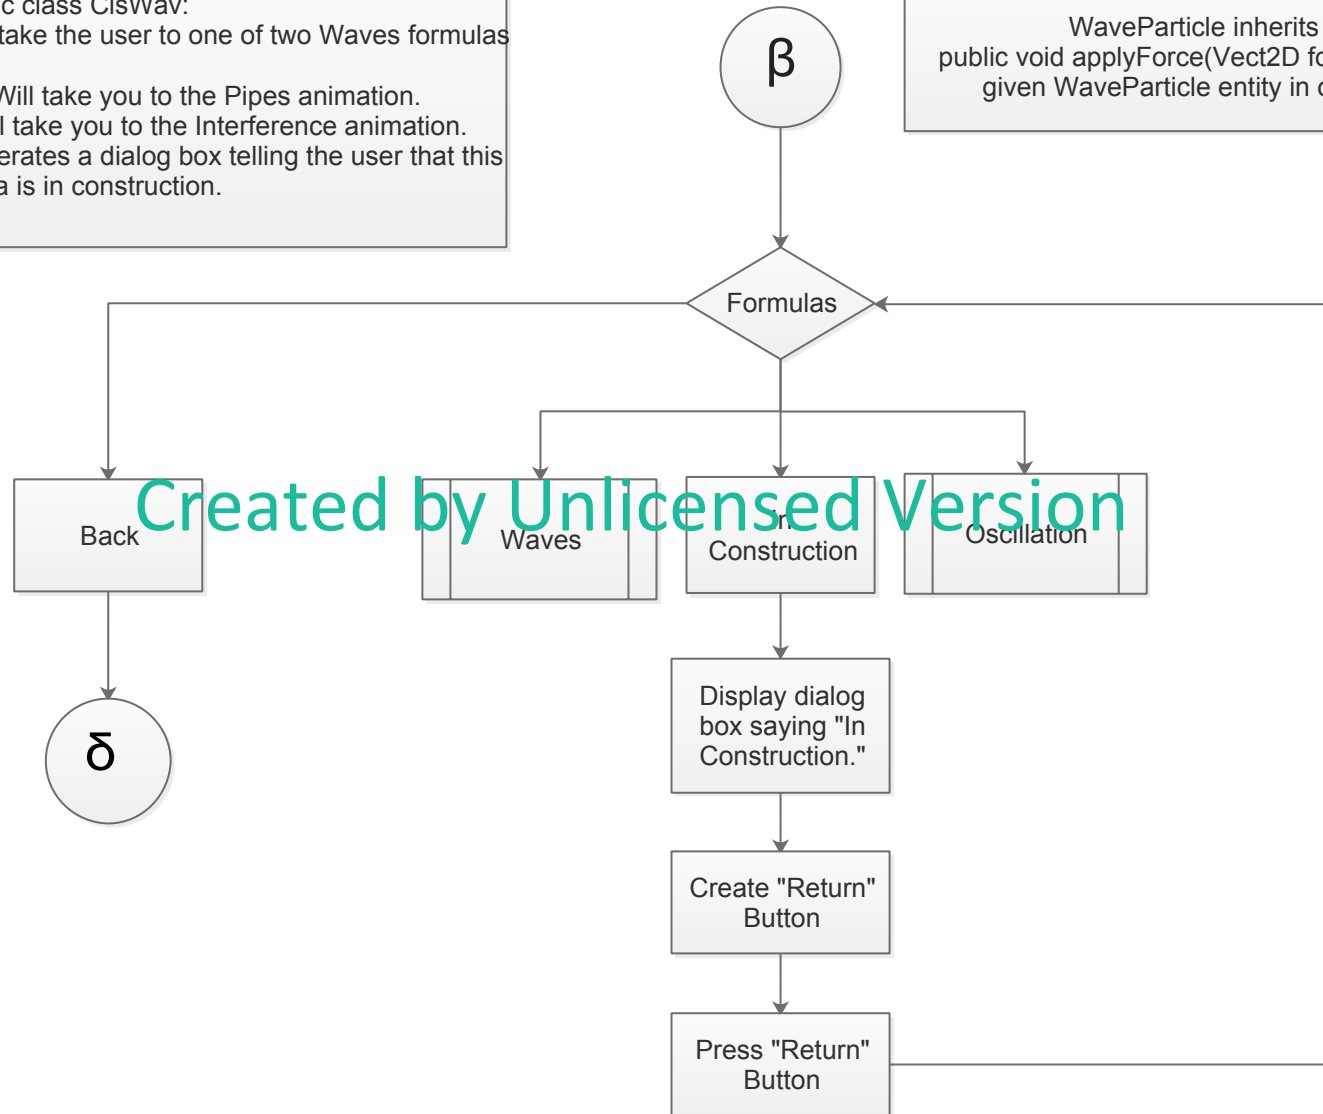 class ClsWav:
take the user to one of two Waves formulas
Will take you to the Pipes animation.
take you to the Interference animation.
a dialog box telling the user that this
is in construction.
β
WaveParticle inherits
public void applyForce(Vect2D
given WaveParticle entity in
Formulas
Created by Unlicensed Version
Back
Waves
In
Construction
Oscillation
δ
Display dialog
box saying "In
Construction."
Create "Return"
Button
Press "Return"
Button